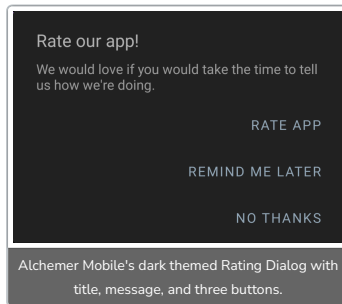 Rate our app!
We would love if you would take the time to tell
us how we're doing.
RATE APP
REMIND ME LATER
NO THANKS
Alchemer Mobile's dark themed Rating Dialog with
title, message, and three buttons.